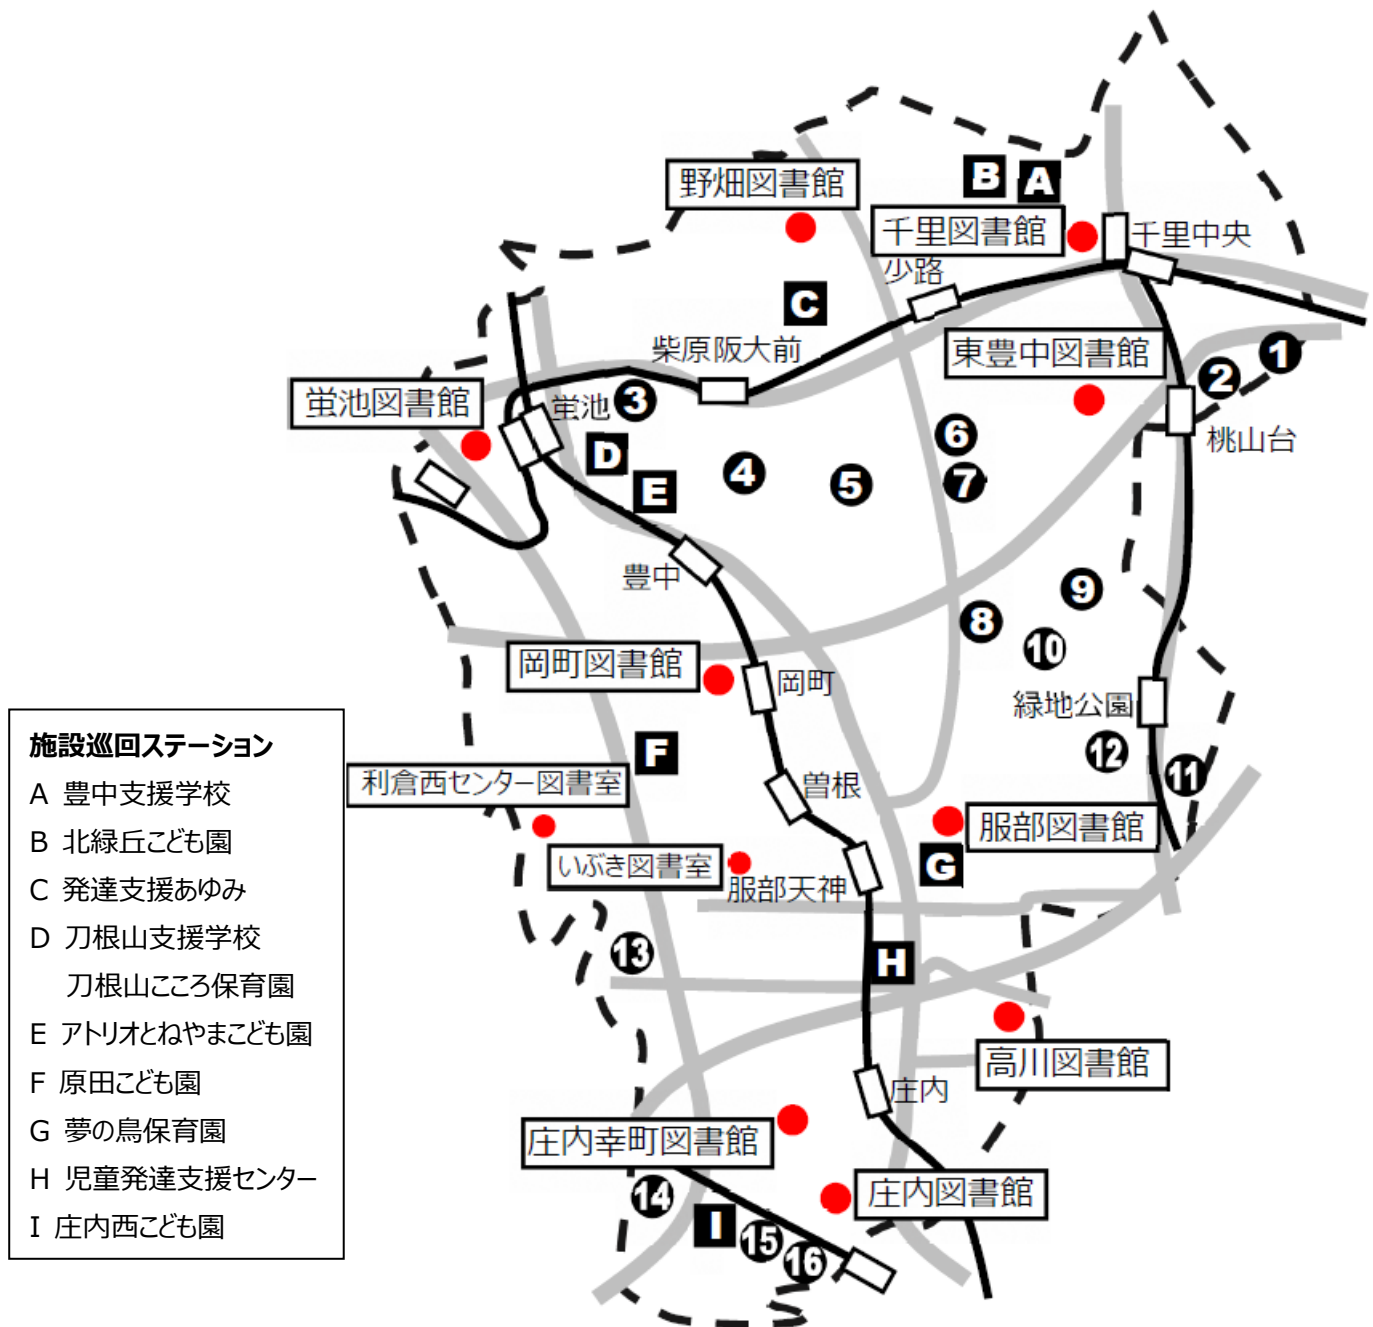 B
A
野畑図書館
千里図書館
千里中央
少路
C
柴原阪大前
東豊中図書館
1
2
蛍池図書館
蛍池
3
6
桃山台
D
4
5
7
E
豊中
9
8
10
岡町図書館
岡町
緑地公園
12
11
F
利倉西センター図書室
曽根
服部図書館
いぶき図書室
服部天神
G
13
H
高川図書館
庄内
庄内幸町図書館
14
庄内図書館
I
15
16
施設巡回ステーション
A 豊中支援学校
B 北緑丘こども園
C 発達支援あゆみ
D 刀根山支援学校
刀根山こころ保育園
E アトリオとねやまこども園
F 原田こども園
G 夢の鳥保育園
H 児童発達支援センター
I 庄内西こども園